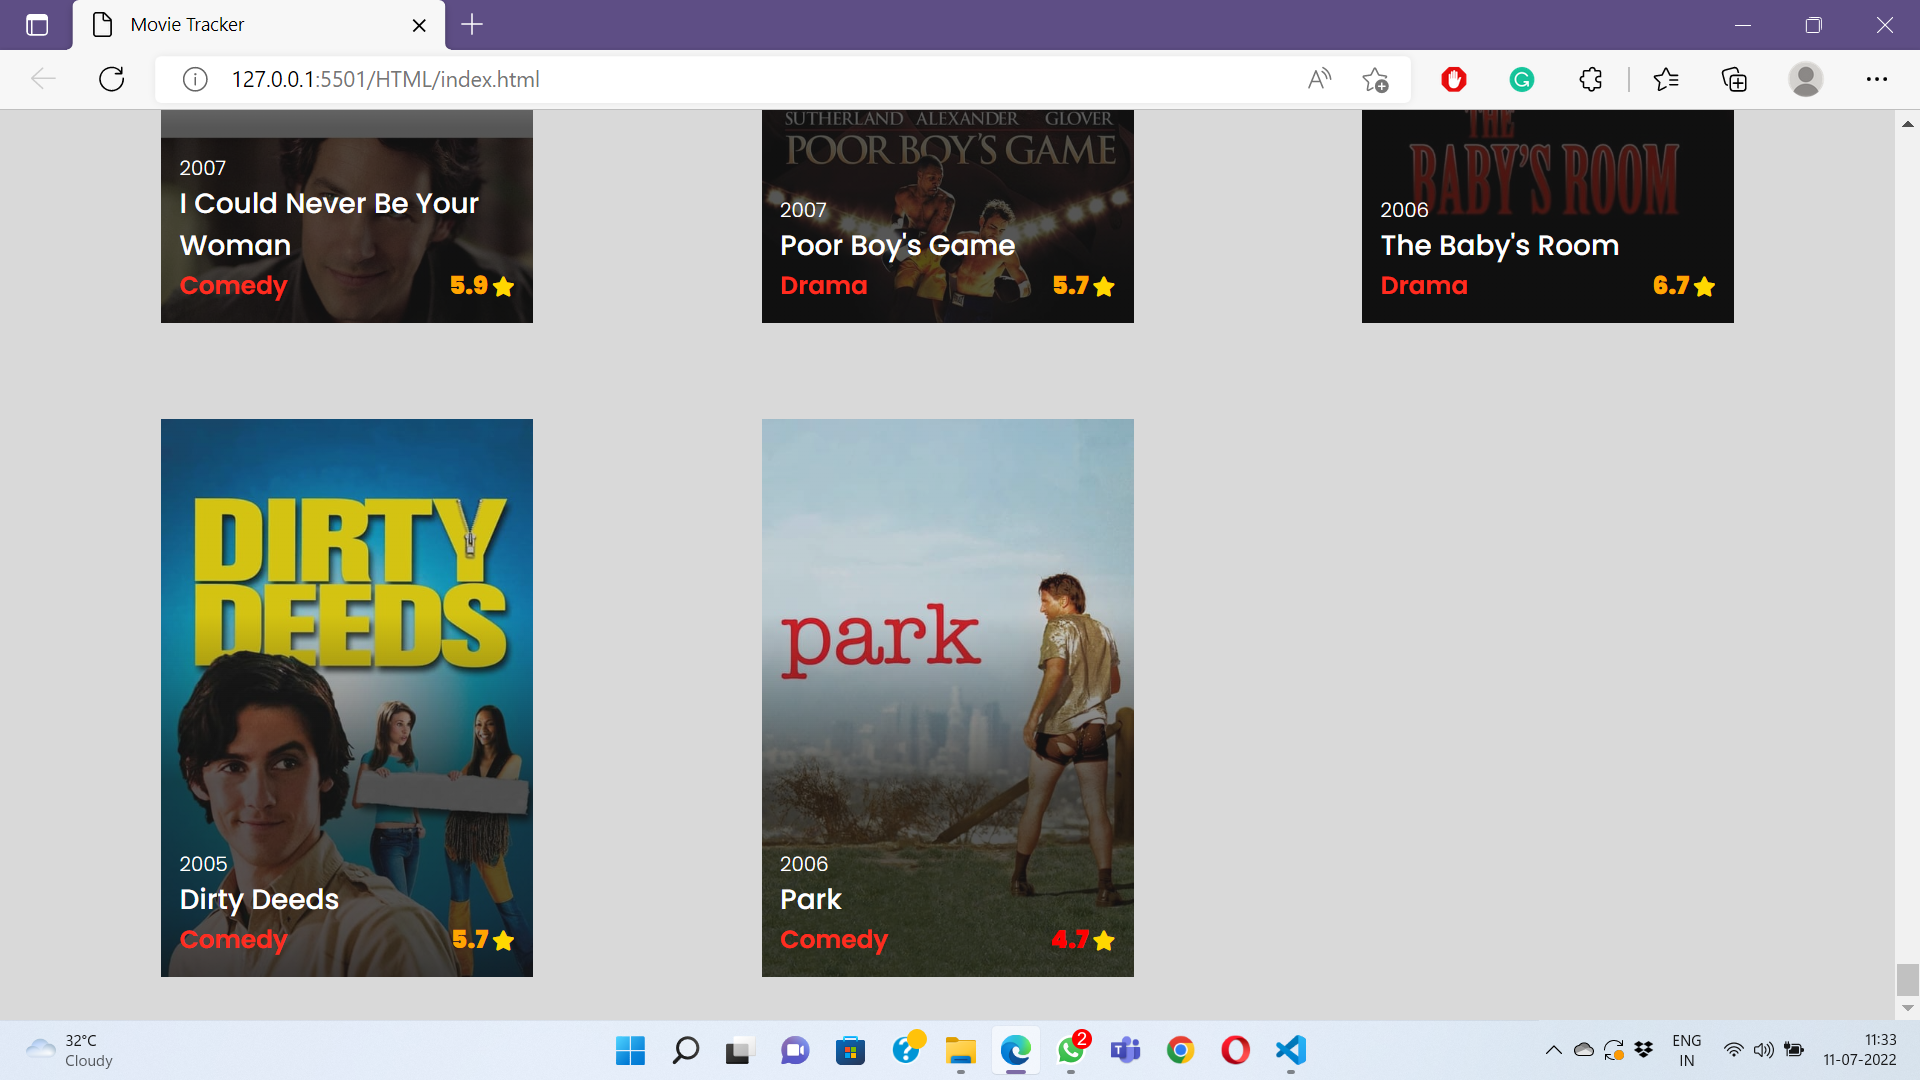 Movie Tracker
127.0.0.1:5501/HTML/index.html
2007
I Could Never Be Your
Woman
Comedy
5.9
SUTHERLAND ALEXANDER GLOVER
POOR BOY'S GAME
2007
Poor Boy's Game
Drama
5.7
THE
BABY'S ROOM
2006
The Baby's Room
Drama
6.7
DIRTY
DEEDS
2005
Dirty Deeds
Comedy
5.7
park
2006
Park
Comedy
4.7
32°C
Cloudy
2
ENG
IN
11:33
11-07-2022